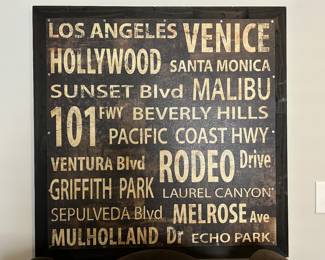 LOS ANGELES VENICE
HOLLYWOOD SANTA MONICA
SUNSET Blvd MALIBU
101 FWY BEVERLY HILLS
PACIFIC COAST HWY
VENTURA Blvd RODEO Drive
GRIFFITH PARK LAUREL CANYON
SEPULVEDA Blvd MELROSE Ave
MULHOLLAND Dr ECHO PARK